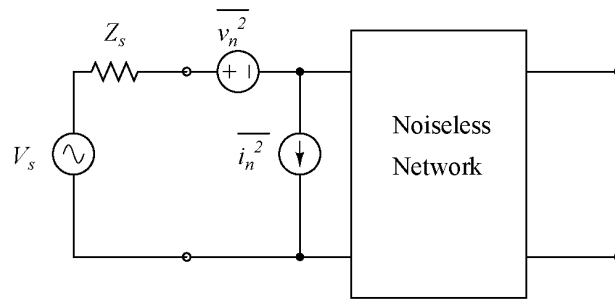 Z_s
v_n^2
+ −
V_s
i_n^2
Noiseless
Network